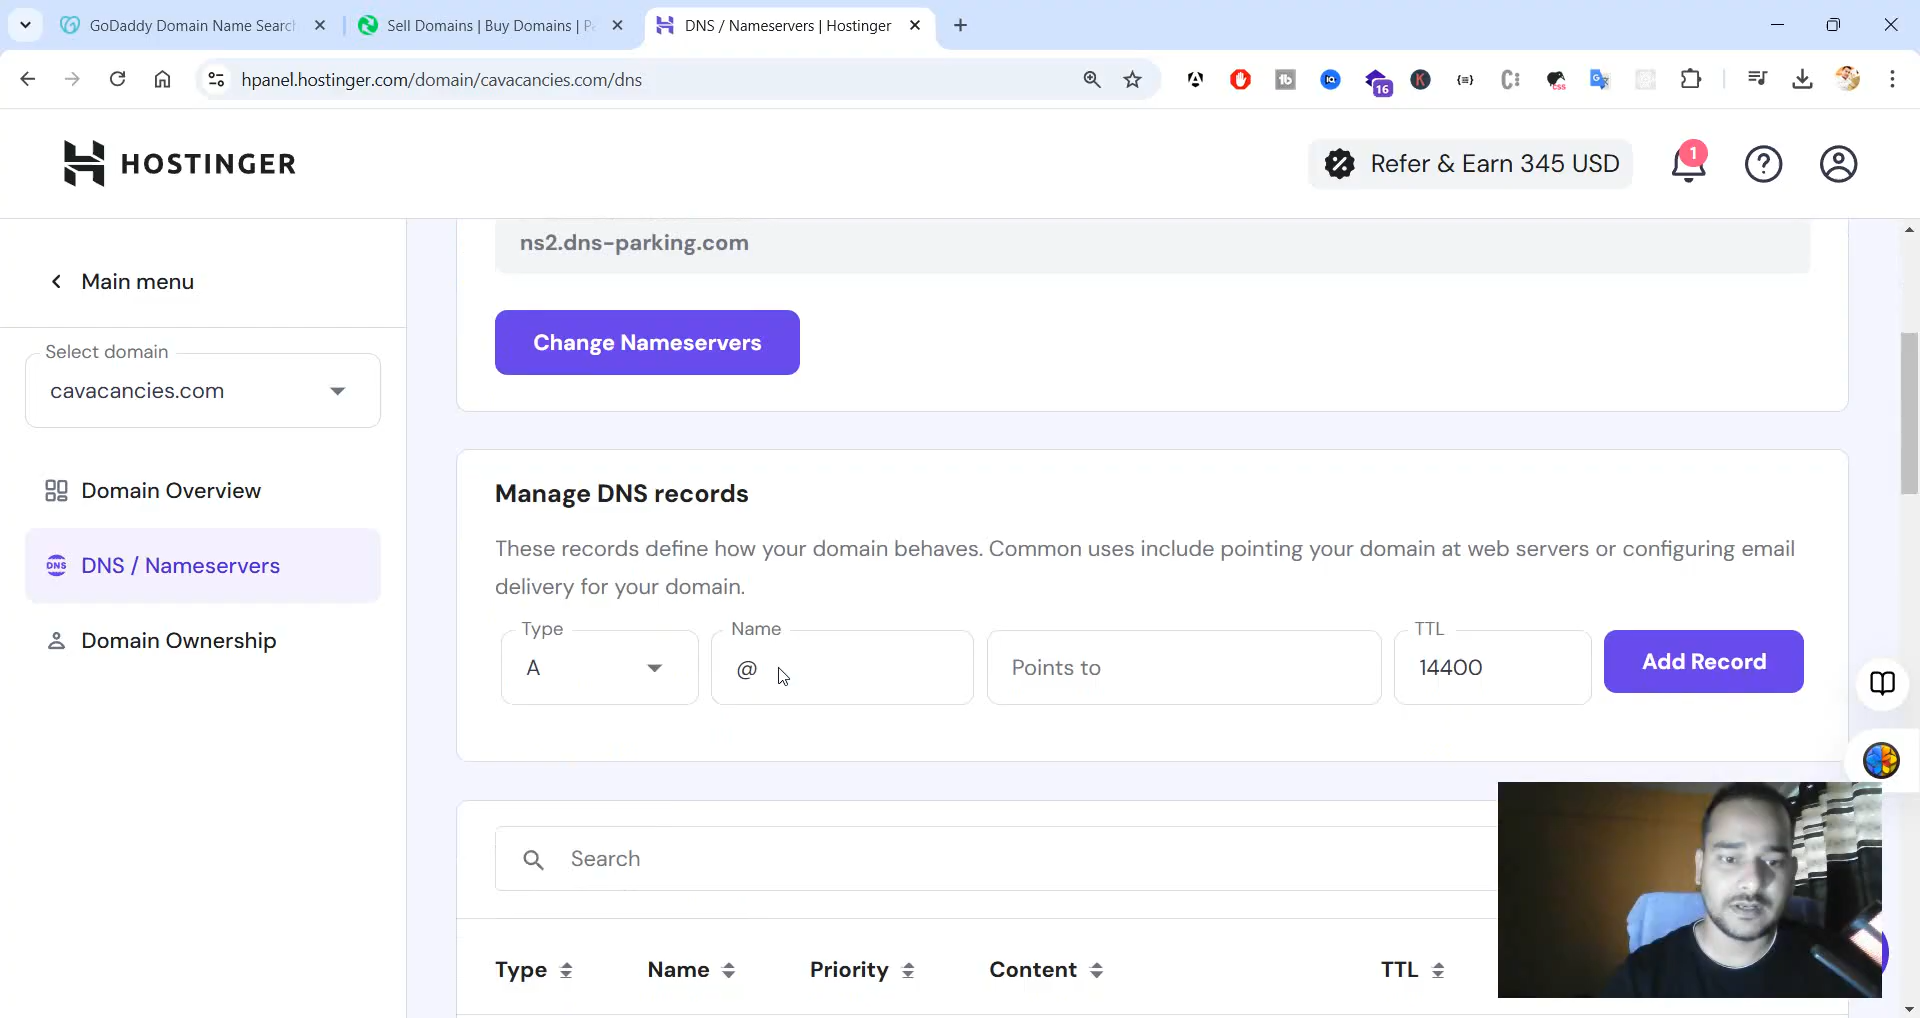 GoDaddy Domain Name Searc
Sell Domains | Buy Domains | P
DNS / Nameservers | Hostinger
hpanel.hostinger.com/domain/cavacancies.com/dns
16
HOSTINGER
Refer & Earn 345 USD
1
ns2.dns-parking.com
Main menu
Change Nameservers
Select domain
cavacancies.com
Domain Overview
DNS / Nameservers
Domain Ownership
Manage DNS records
These records define how your domain behaves. Common uses include pointing your domain at web servers or configuring email
delivery for your domain.
Type
Name
TTL
A
@
Points to
14400
Add Record
Search
Type
Name
Priority
Content
TTL